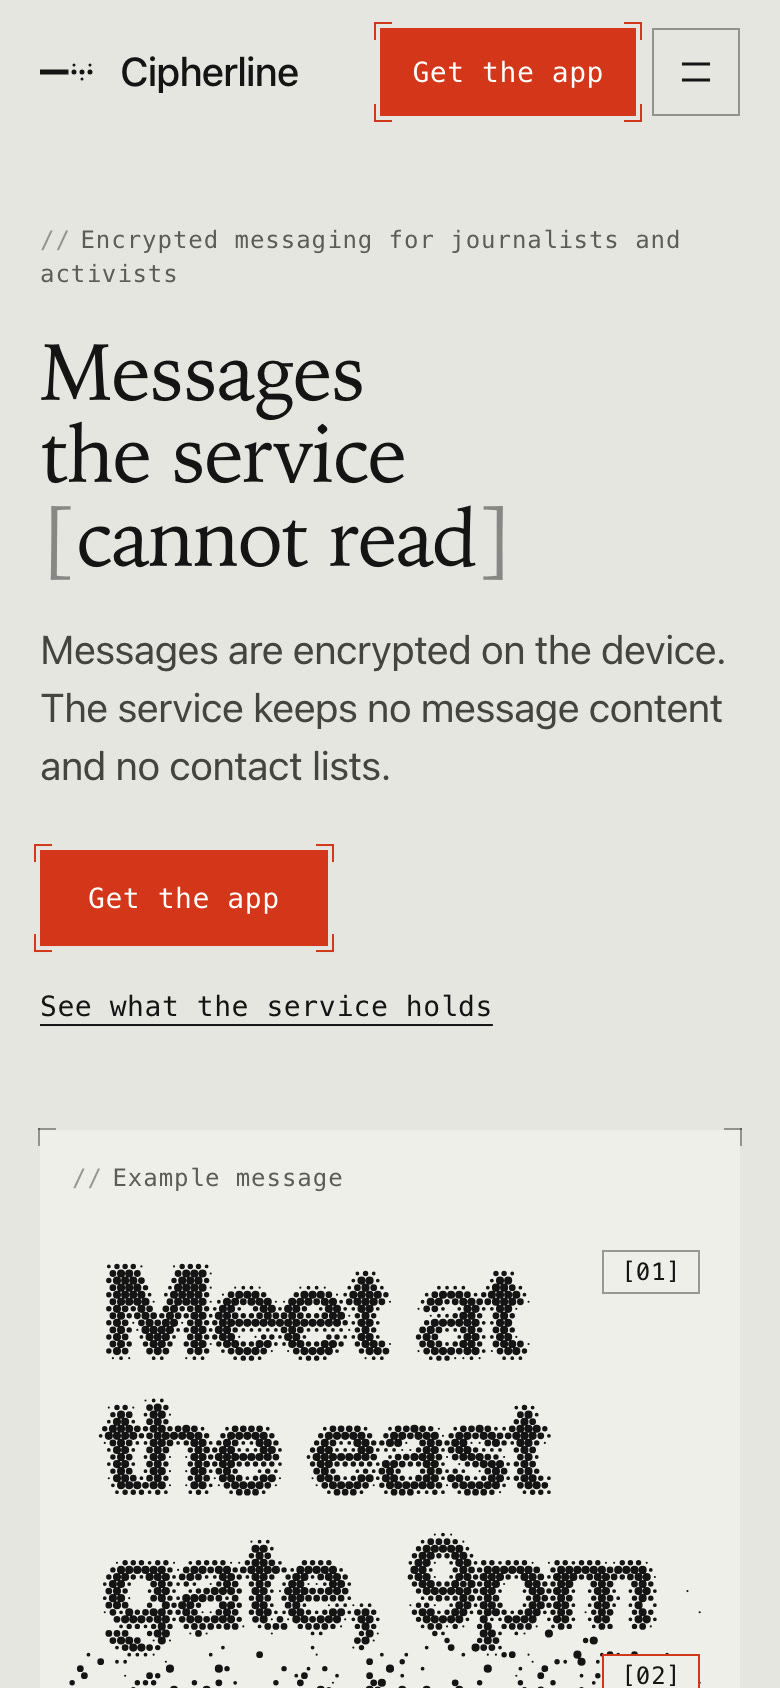 Cipherline
Get the app
// Encrypted messaging for journalists and
activists
Messages
the service
[cannot read]
Messages are encrypted on the device.
The service keeps no message content
and no contact lists.
Get the app
See what the service holds
// Example message
[01]
Meet at
the east
gate, 9pm
[02]